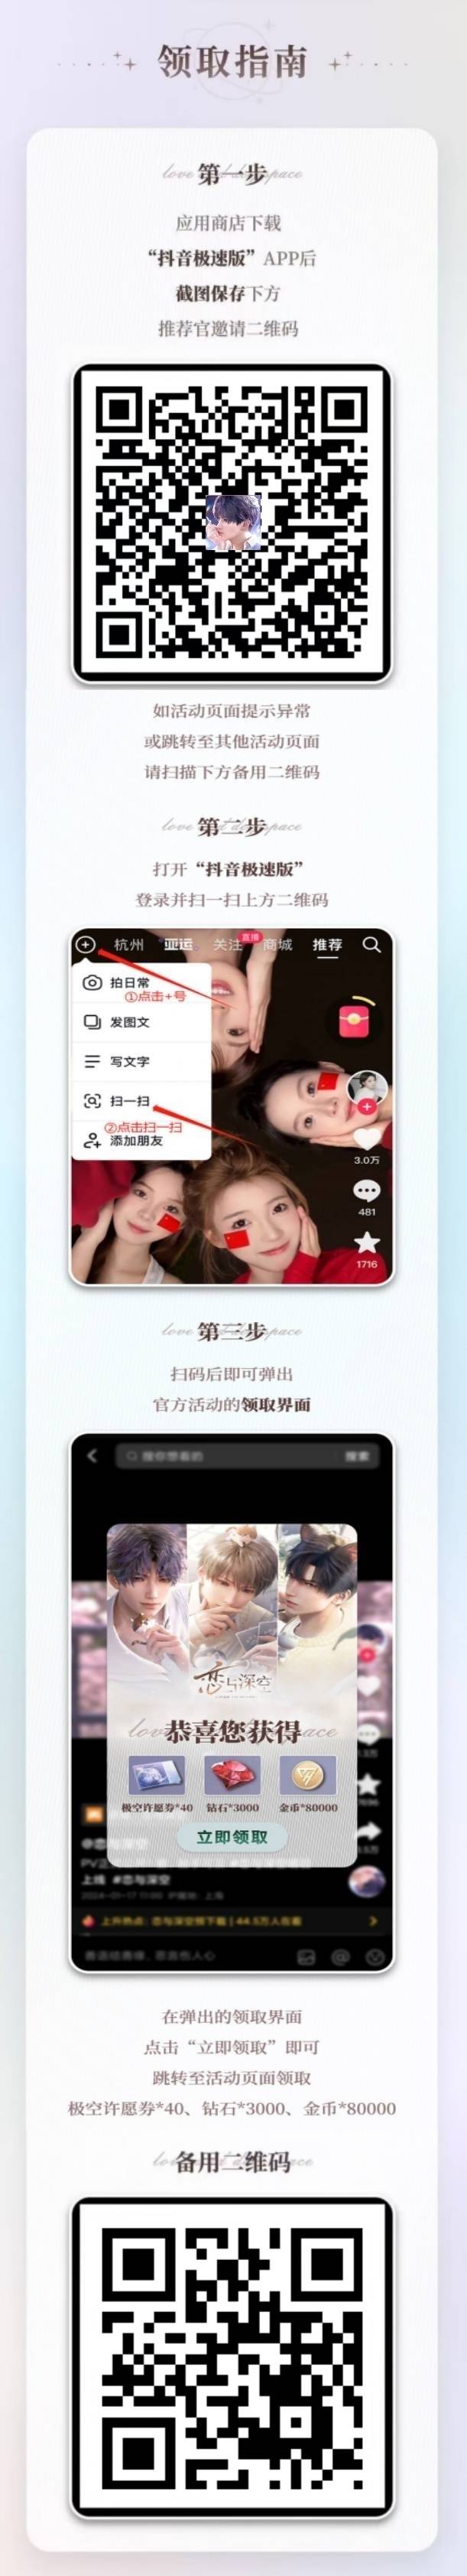 领取指南
love and deepspace
第一步
应用商店下载
“抖音极速版”APP后
截图保存下方
推荐官邀请二维码
如活动页面提示异常
或跳转至其他活动页面
请扫描下方备用二维码
love and deepspace
第二步
打开“抖音极速版”
登录并扫一扫上方二维码
杭州 亚运 关注 直播 商城 推荐
拍日常
①点击+号
发图文
写文字
扫一扫
②点击扫一扫
添加朋友
3.0万
481
1716
love and deepspace
第三步
扫码后即可弹出
官方活动的领取界面
搜你想看的 搜索
恋与深空
恭喜您获得
极空许愿券*40 钻石*3000 金币*80000
立即领取
@恋与深空
上线 #恋与深空
在弹出的领取界面
点击“立即领取”即可
跳转至活动页面领取
极空许愿券*40、钻石*3000、金币*80000
备用二维码